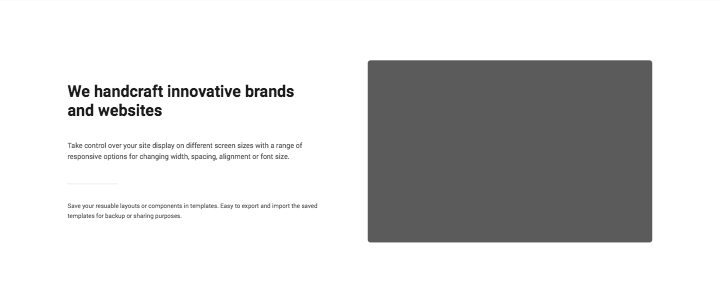 We handcraft innovative brands
and websites
Take control over your site display on different screen sizes with a range of
responsive options for changing width, spacing, alignment or font size.
Save your resuable layouts or components in templates. Easy to export and import the saved
templates for backup or sharing purposes.